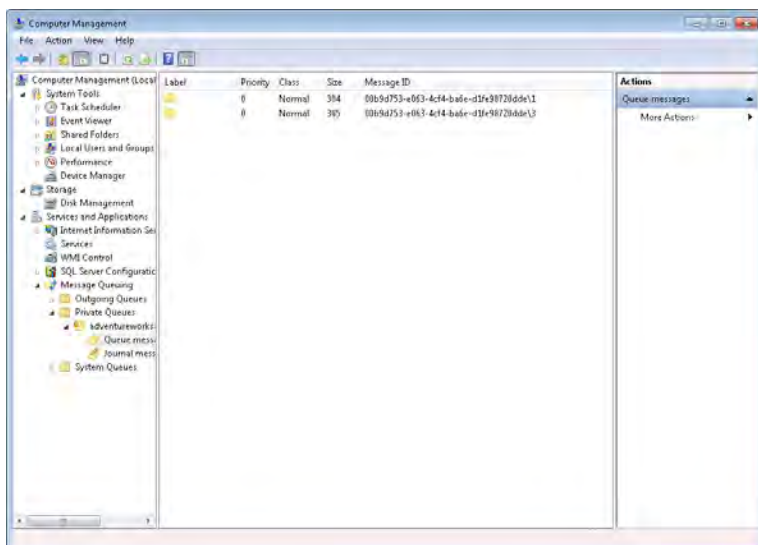 Computer Management
File Action View Help
Computer Management (Local
System Tools
Task Scheduler
Event Viewer
Shared Folders
Local Users and Groups
Performance
Device Manager
Storage
Disk Management
Services and Applications
Internet Information Se
Services
WMI Control
SQL Server Configuratic
Message Queuing
Outgoing Queues
Private Queues
adventureworks
Queue mess
Journal mess
System Queues
Label Priority Class Size Message ID
0 Normal 304 00b9d753-e063-4cf4-ba6e-d1fe98720dde\1
0 Normal 305 00b9d753-e063-4cf4-ba6e-d1fe98720dde\3
Actions
Queue messages
More Actions